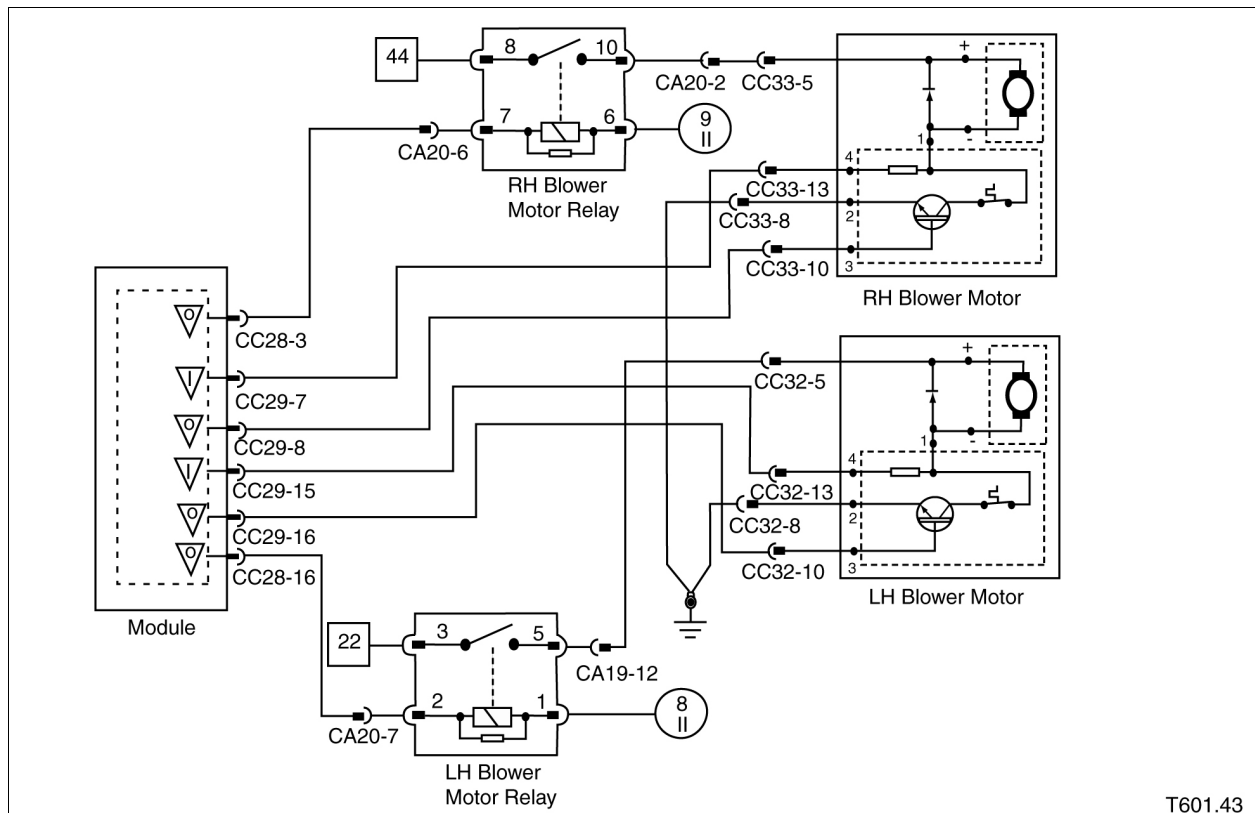 44
8
10
7
6
CA20-6
RH Blower
Motor Relay
9
II
CA20-2
CC33-5
+
-
1
4
2
3
CC33-13
CC33-8
CC33-10
RH Blower Motor
O
I
O
I
O
O
CC28-3
CC29-7
CC29-8
CC29-15
CC29-16
CC28-16
Module
CC32-5
+
-
1
4
2
3
CC32-13
CC32-8
CC32-10
LH Blower Motor
22
3
5
2
1
CA19-12
CA20-7
8
II
LH Blower
Motor Relay
T601.43